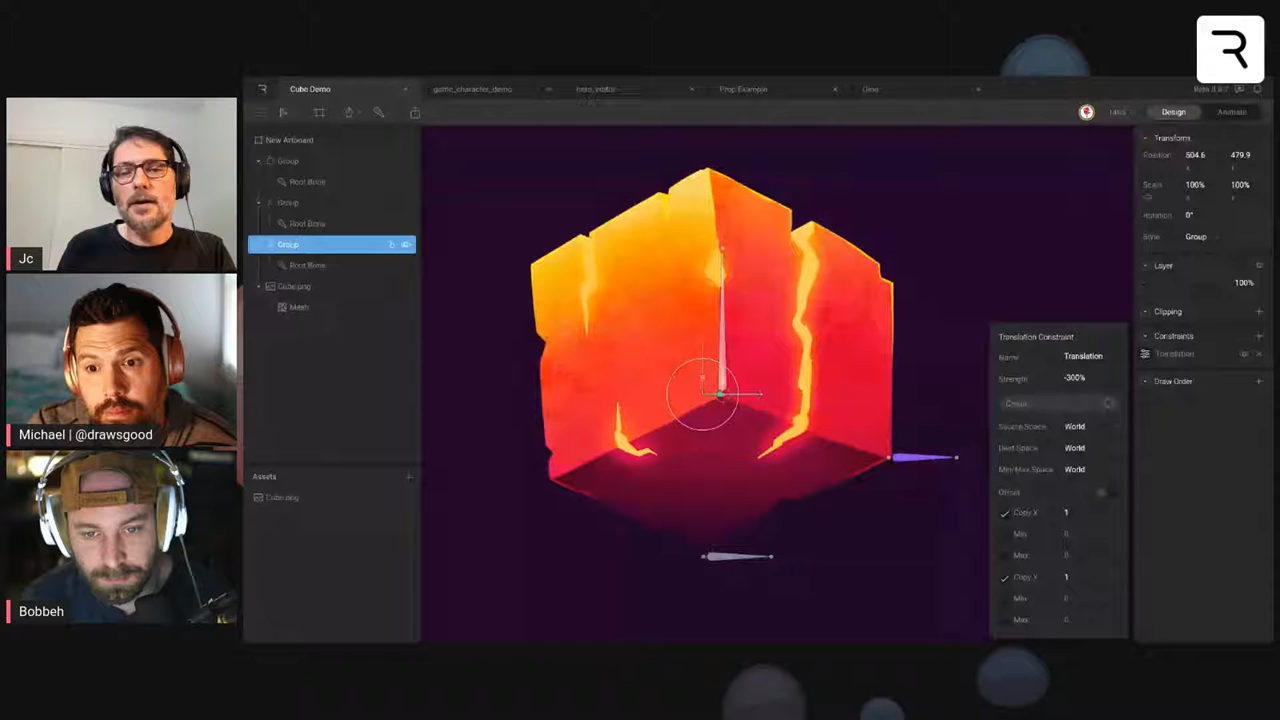 Cube Demo
game_character_demo
Prop Example
Design
Animate
New Artboard
Group
Root Bone
Group
Root Bone
Group
Root Bone
Cube.png
Mesh
Assets
Cube.png
Transform
Position
504.6
479.9
X
Y
Scale
100%
100%
X
Y
Rotation
0°
Style
Group
Layer
100%
Clipping
Constraints
Translation
Draw Order
Translation Constraint
Name
Translation
Strength
-300%
Source Space
World
Dest Space
World
Min Max Space
World
Offset
Copy X
1
Min
0
Max
0
Copy Y
1
Min
0
Max
0
Jc
Michael | @drawsgood
Bobbeh